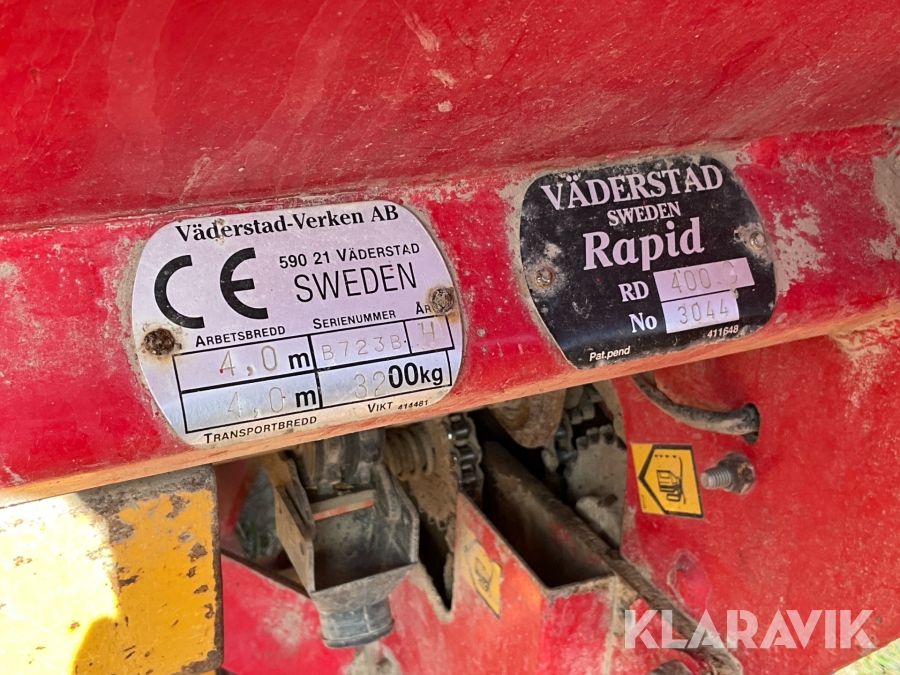 Väderstad-Verken AB
CE
590 21 VÄDERSTAD
SWEDEN
ARBETSBREDD SERIENUMMER ÅR
4,0 m B723B H
4,0 m 3200kg
TRANSPORTBREDD VIKT 414481
VÄDERSTAD
SWEDEN
Rapid
RD 400
No 3044
Pat.pend 411648
KLARAVIK